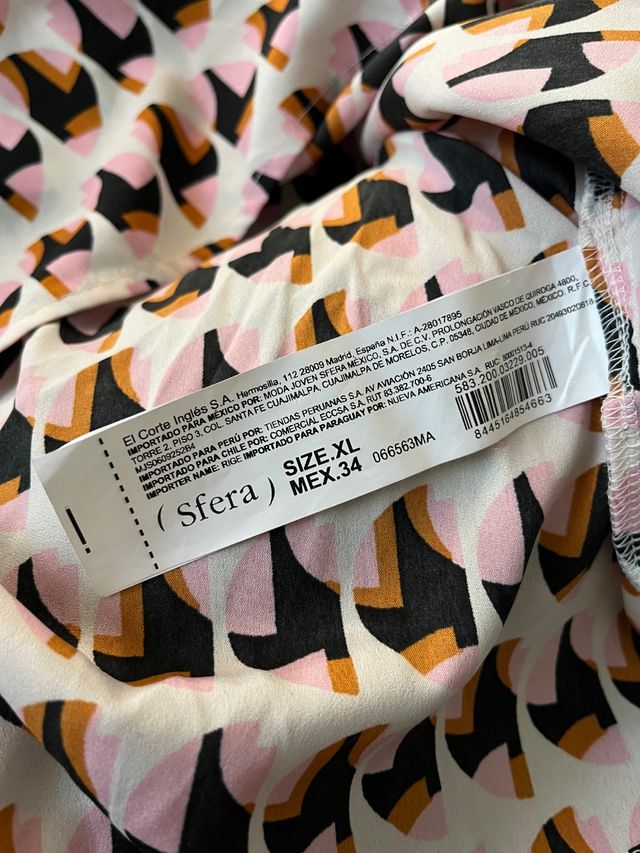 El Corte Inglés S.A. Hermosilla, 112 28009 Madrid. España N.I.F.: A-28017895
IMPORTADO PARA MÉXICO POR: MODA JOVEN SFERA MÉXICO, S.A. DE C.V. PROLONGACIÓN VASCO DE QUIROGA 4800,
TORRE 2, PISO 3, COL. SANTA FE CUAJIMALPA, CUAJIMALPA DE MORELOS, C.P. 05348, CIUDAD DE MÉXICO, MÉXICO. R.F.C.
MJS0609252B4
IMPORTADO PARA PERÚ POR: TIENDAS PERUANAS S.A. AV AVIACIÓN 2405 SAN BORJA LIMA-LIMA PERÚ RUC 20493020618
IMPORTADO PARA CHILE POR: COMERCIAL ECCSA S.A RUT 83.382.700-6
IMPORTER NAME: RIGE IMPORTADO PARA PARAGUAY POR: NUEVA AMERICANA S.A. RUC. 80001513-4
( sfera )
SIZE.XL
MEX.34
066563MA
583.200.03229.005
8445164854663